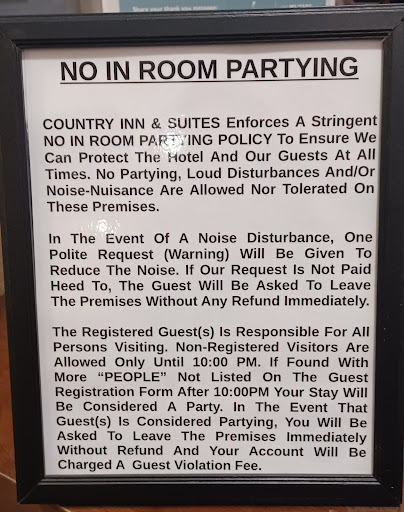 Share your thank you message:
NO IN ROOM PARTYING
COUNTRY INN & SUITES Enforces A Stringent
NO IN ROOM PARTYING POLICY To Ensure We
Can Protect The Hotel And Our Guests At All
Times. No Partying, Loud Disturbances And/Or
Noise-Nuisance Are Allowed Nor Tolerated On
These Premises.
In The Event Of A Noise Disturbance, One
Polite Request (Warning) Will Be Given To
Reduce The Noise. If Our Request Is Not Paid
Heed To, The Guest Will Be Asked To Leave
The Premises Without Any Refund Immediately.
The Registered Guest(s) Is Responsible For All
Persons Visiting. Non-Registered Visitors Are
Allowed Only Until 10:00 PM. If Found With
More “PEOPLE” Not Listed On The Guest
Registration Form After 10:00PM Your Stay Will
Be Considered A Party. In The Event That
Guest(s) Is Considered Partying, You Will Be
Asked To Leave The Premises Immediately
Without Refund And Your Account Will Be
Charged A Guest Violation Fee.